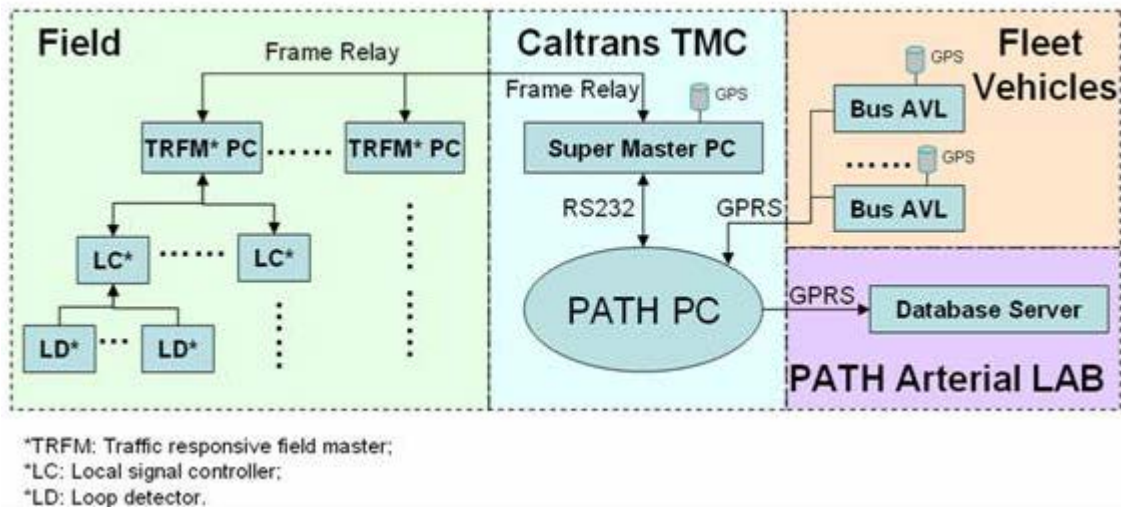 Field
Caltrans TMC
Fleet
Vehicles
Frame Relay
Frame Relay
GPS
GPS
Bus AVL
TRFM* PC ...... TRFM* PC
Super Master PC
...... GPS
Bus AVL
RS232
GPRS
LC* ...... LC*
PATH PC
GPRS
Database Server
LD* ... LD*
PATH Arterial LAB
*TRFM: Traffic responsive field master;
*LC: Local signal controller;
*LD: Loop detector.